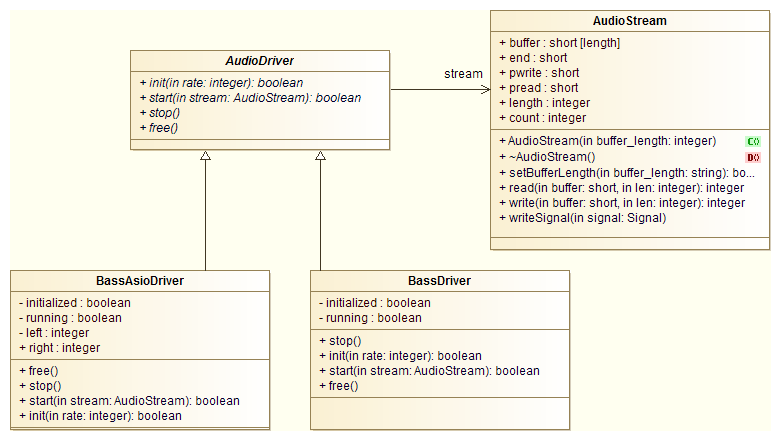 AudioDriver
+ init(in rate: integer): boolean
+ start(in stream: AudioStream): boolean
+ stop()
+ free()
stream
AudioStream
+ buffer : short [length]
+ end : short
+ pwrite : short
+ pread : short
+ length : integer
+ count : integer
+ AudioStream(in buffer_length: integer) C‹›
+ ~AudioStream() D‹›
+ setBufferLength(in buffer_length: string): bo...
+ read(in buffer: short, in len: integer): integer
+ write(in buffer: short, in len: integer): integer
+ writeSignal(in signal: Signal)
BassAsioDriver
- initialized : boolean
- running : boolean
- left : integer
+ right : integer
+ free()
+ stop()
+ start(in stream: AudioStream): boolean
+ init(in rate: integer): boolean
BassDriver
- initialized : boolean
- running : boolean
+ stop()
+ init(in rate: integer): boolean
+ start(in stream: AudioStream): boolean
+ free()